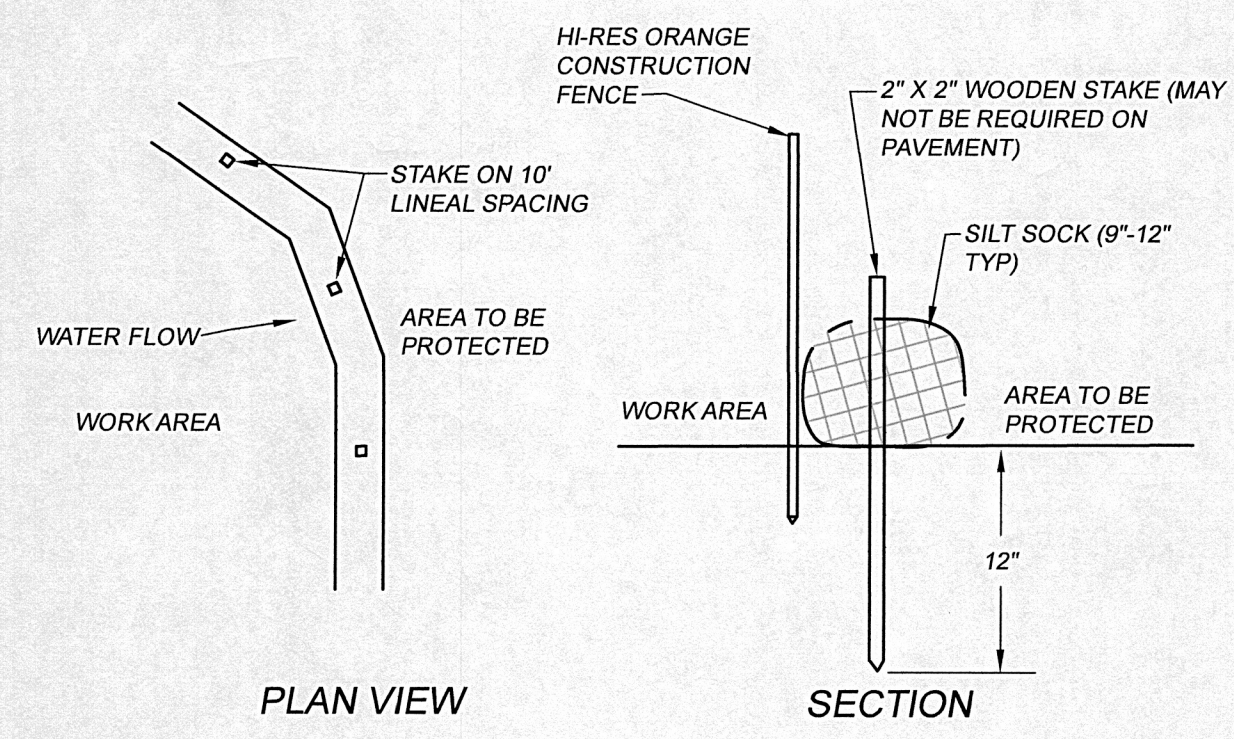 HI-RES ORANGE
CONSTRUCTION
FENCE
2" X 2" WOODEN STAKE (MAY
NOT BE REQUIRED ON
PAVEMENT)
STAKE ON 10'
LINEAL SPACING
SILT SOCK (9"-12"
TYP)
WATER FLOW
AREA TO BE
PROTECTED
WORK AREA
WORK AREA
AREA TO BE
PROTECTED
12"
PLAN VIEW
SECTION